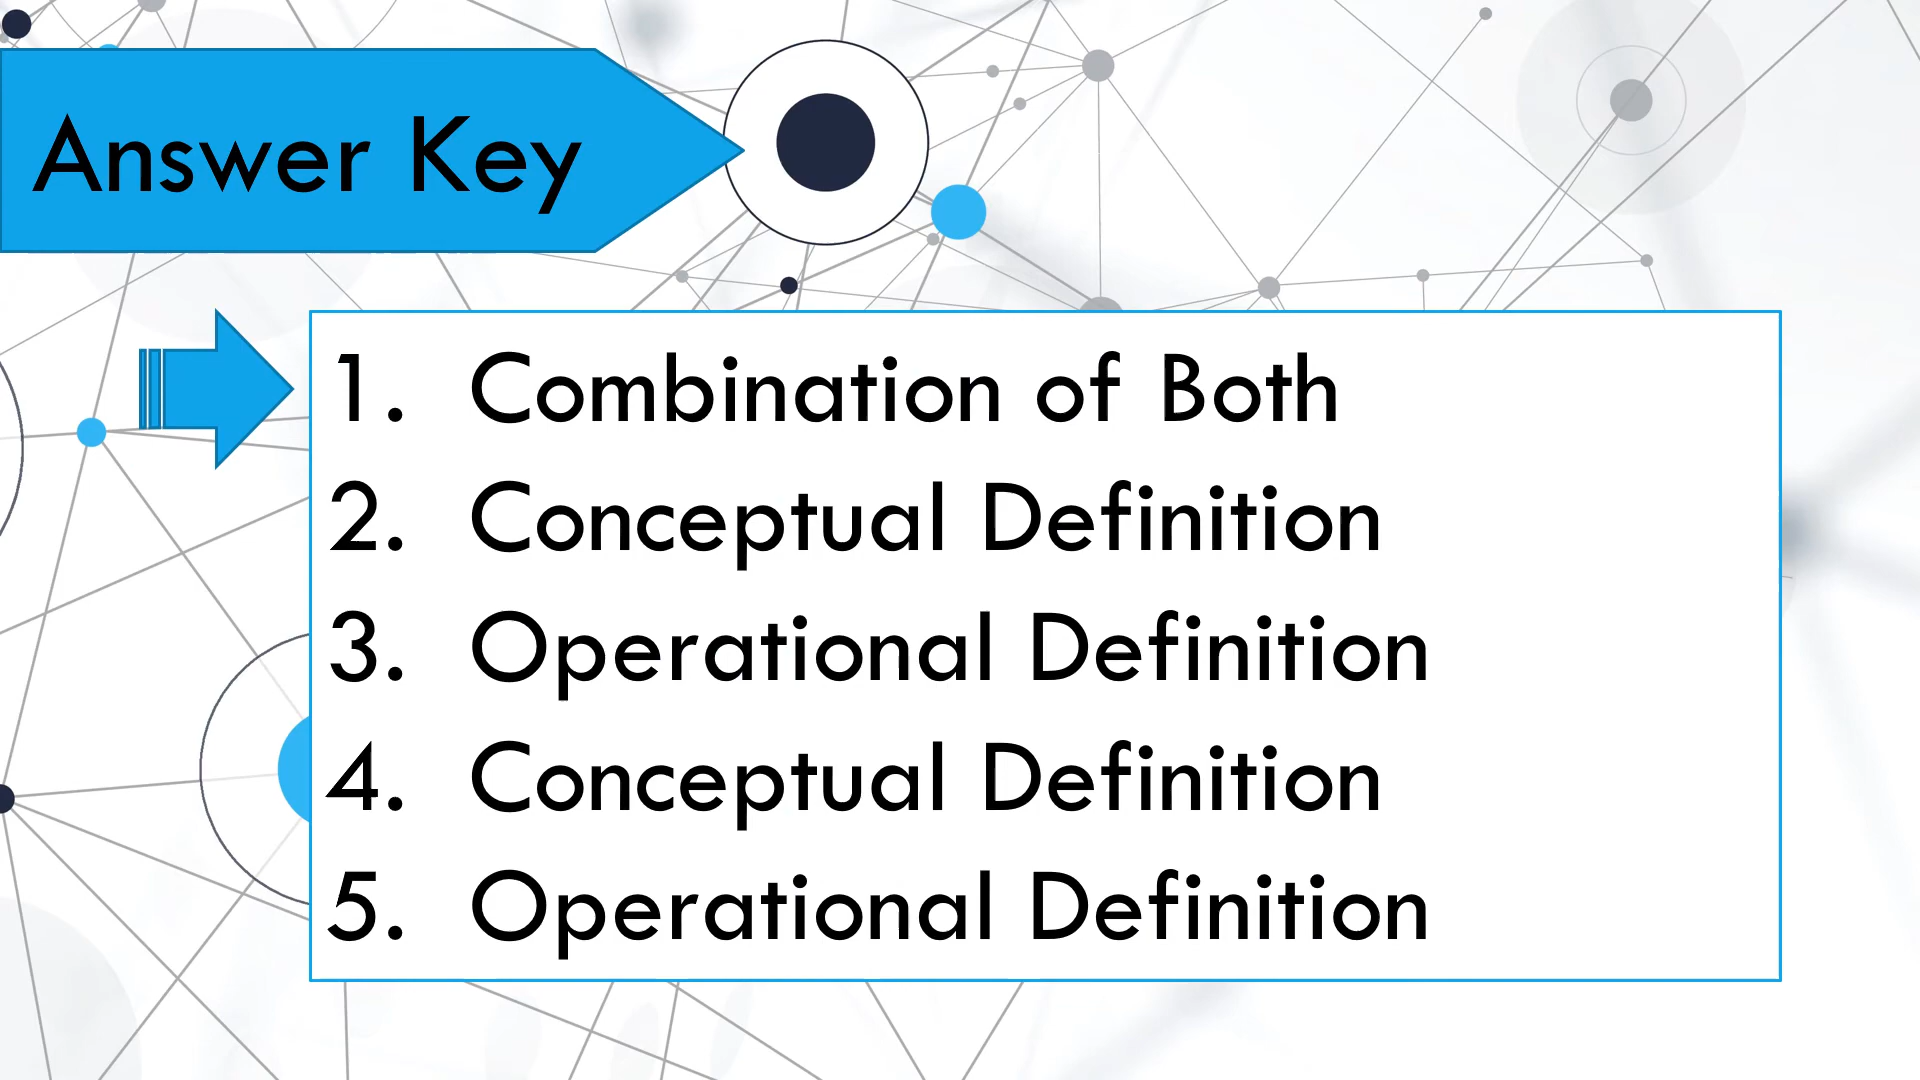 Answer Key
1. Combination of Both
2. Conceptual Definition
3. Operational Definition
4. Conceptual Definition
5. Operational Definition